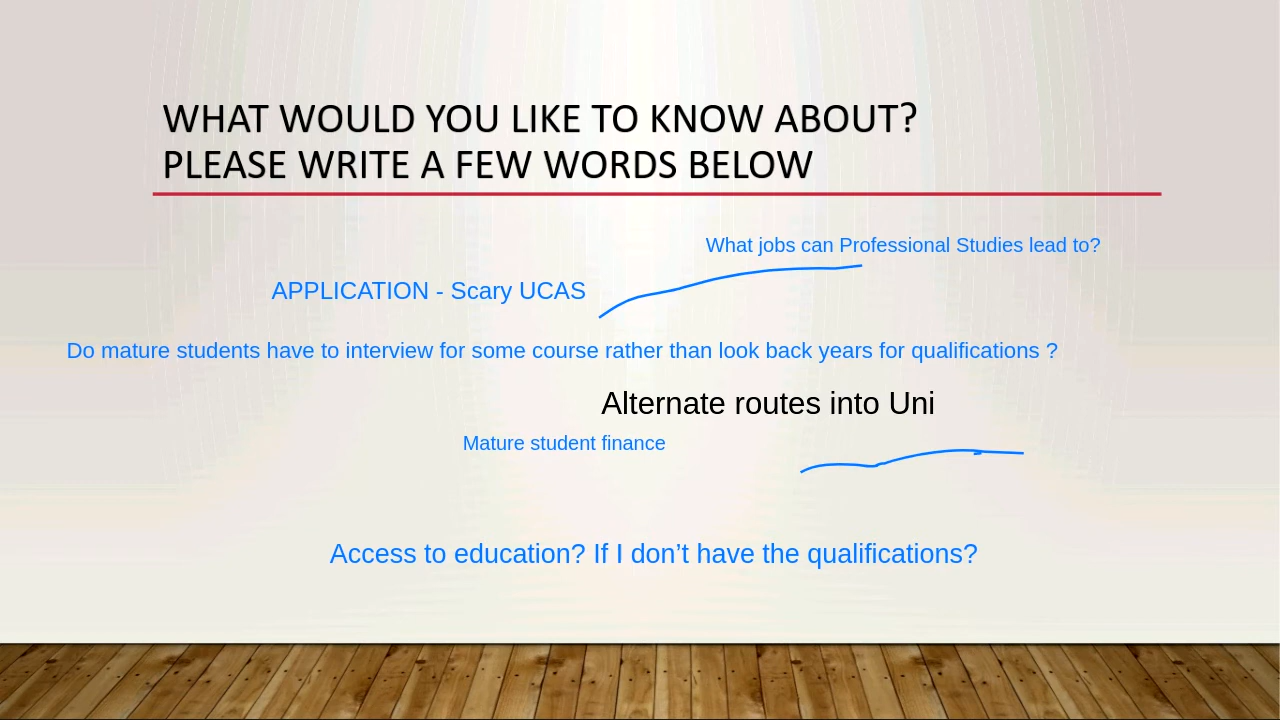 WHAT WOULD YOU LIKE TO KNOW ABOUT?
PLEASE WRITE A FEW WORDS BELOW
What jobs can Professional Studies lead to?
APPLICATION - Scary UCAS
Do mature students have to interview for some course rather than look back years for qualifications ?
Alternate routes into Uni
Mature student finance
Access to education? If I don’t have the qualifications?